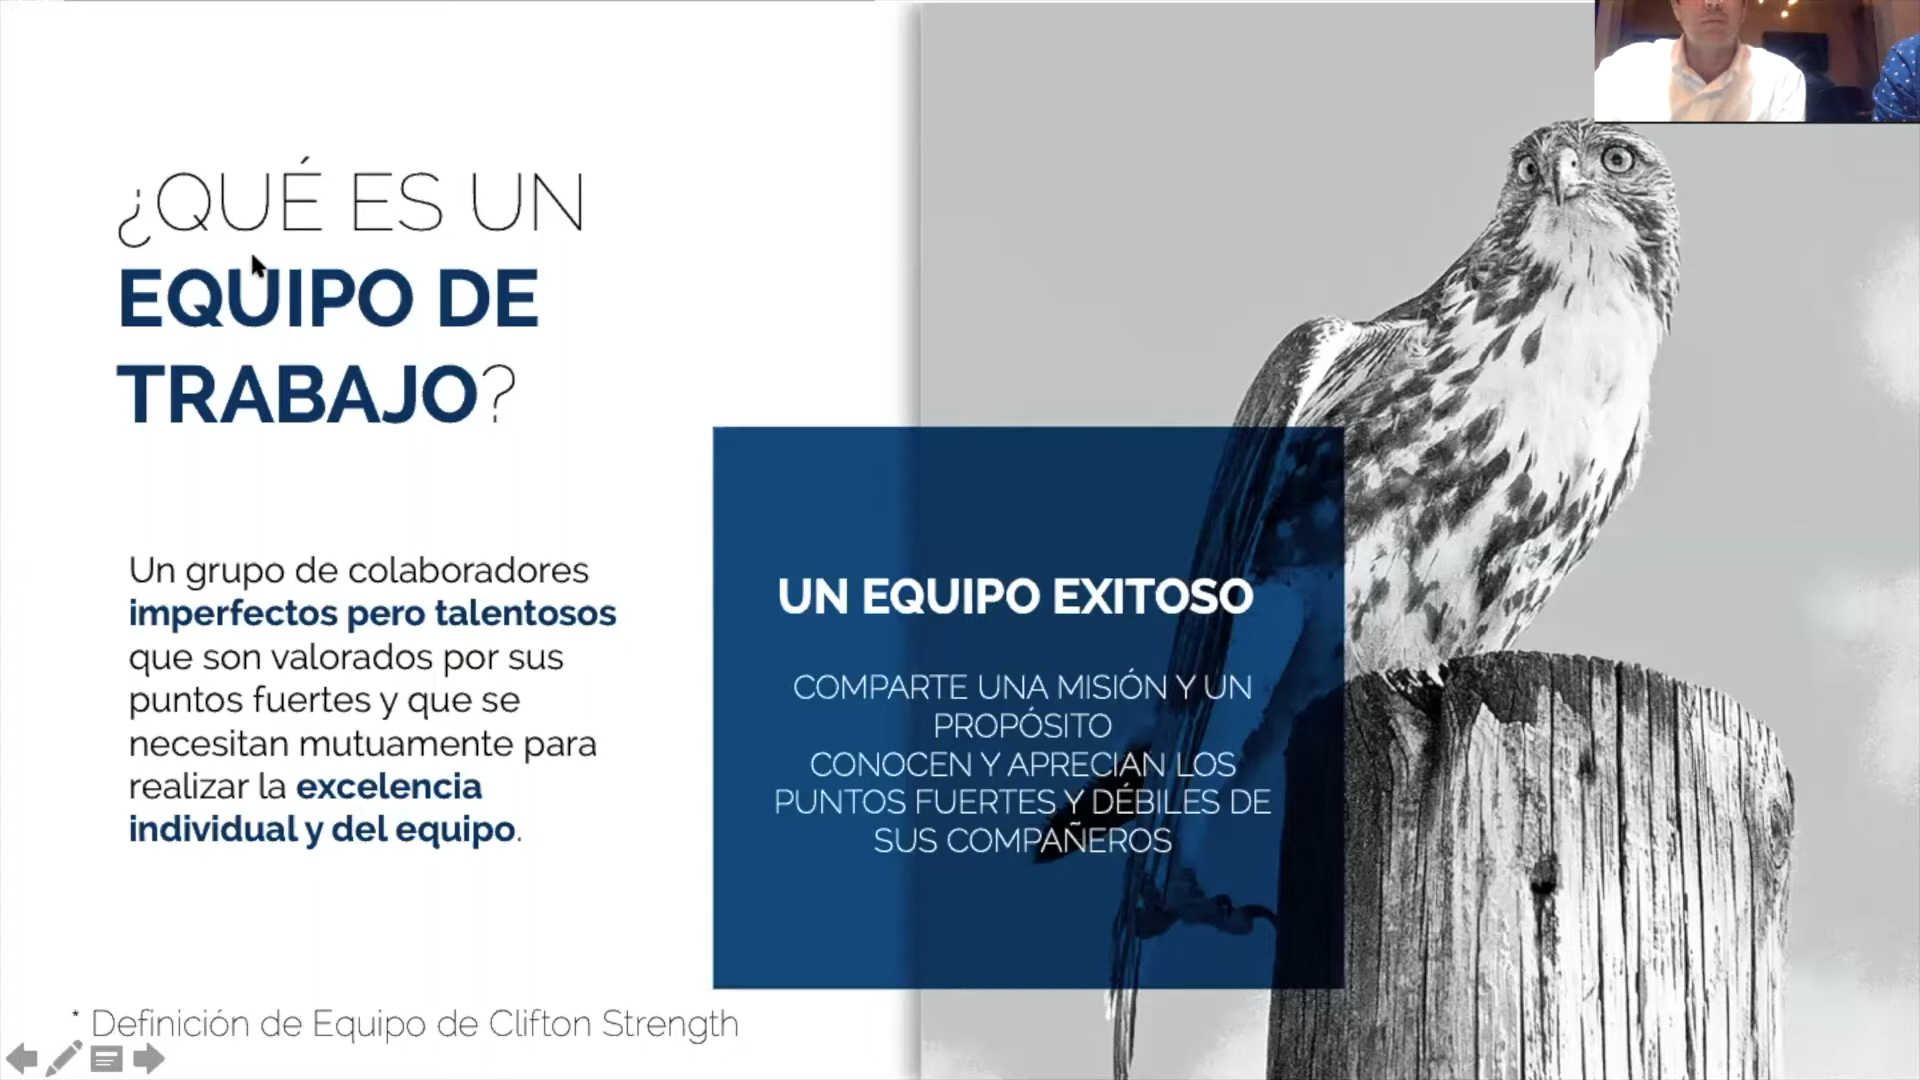 ¿QUÉ ES UN
EQUIPO DE
TRABAJO?
Un grupo de colaboradores
imperfectos pero talentosos
que son valorados por sus
puntos fuertes y que se
necesitan mutuamente para
realizar la excelencia
individual y del equipo.
UN EQUIPO EXITOSO
COMPARTE UNA MISIÓN Y UN
PROPÓSITO
CONOCEN Y APRECIAN LOS
PUNTOS FUERTES Y DÉBILES DE
SUS COMPAÑEROS
* Definición de Equipo de Clifton Strength